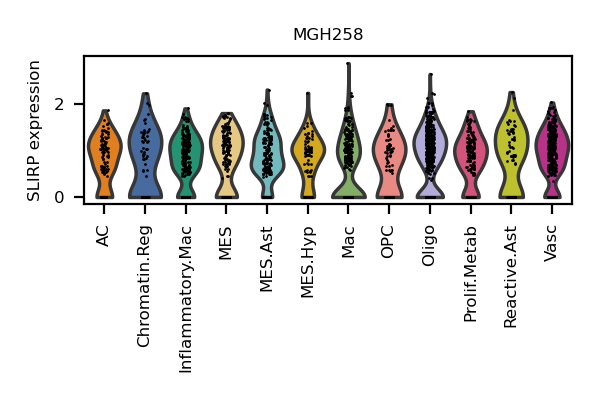 MGH258
SLIRP expression
2
0
AC
Chromatin.Reg
Inflammatory.Mac
MES
MES.Ast
MES.Hyp
Mac
OPC
Oligo
Prolif.Metab
Reactive.Ast
Vasc